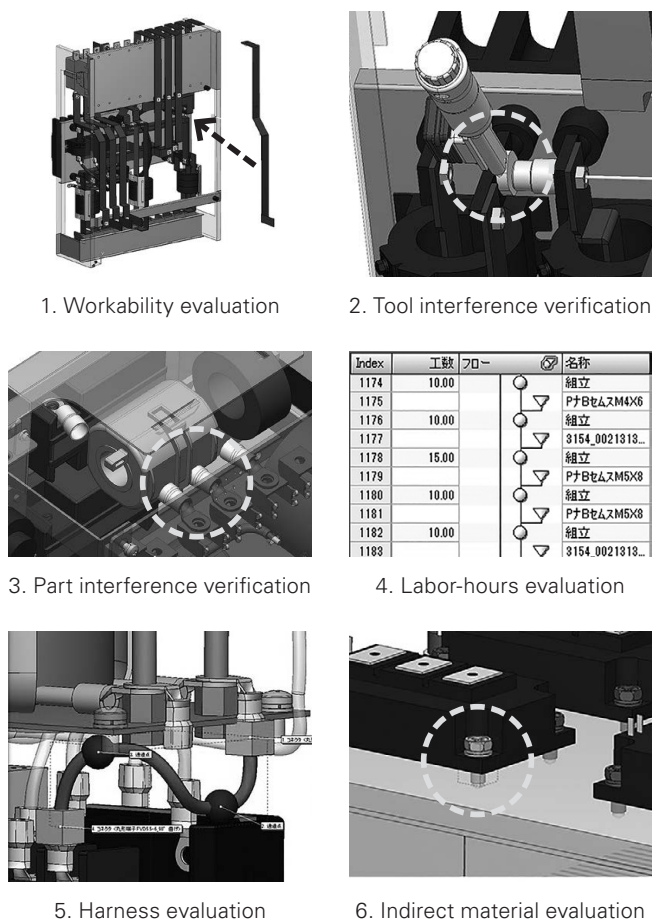 1. Workability evaluation
2. Tool interference verification
3. Part interference verification
Index 工数 フロー 名称
1174 10.00 組立
1175 PナBセムスM4X6
1176 10.00 組立
1177 3154_0021313...
1178 15.00 組立
1179 PナBセムスM5X8
1180 10.00 組立
1181 PナBセムスM5X8
1182 10.00 組立
1183 3154_0021313...
4. Labor-hours evaluation
5. Harness evaluation
6. Indirect material evaluation